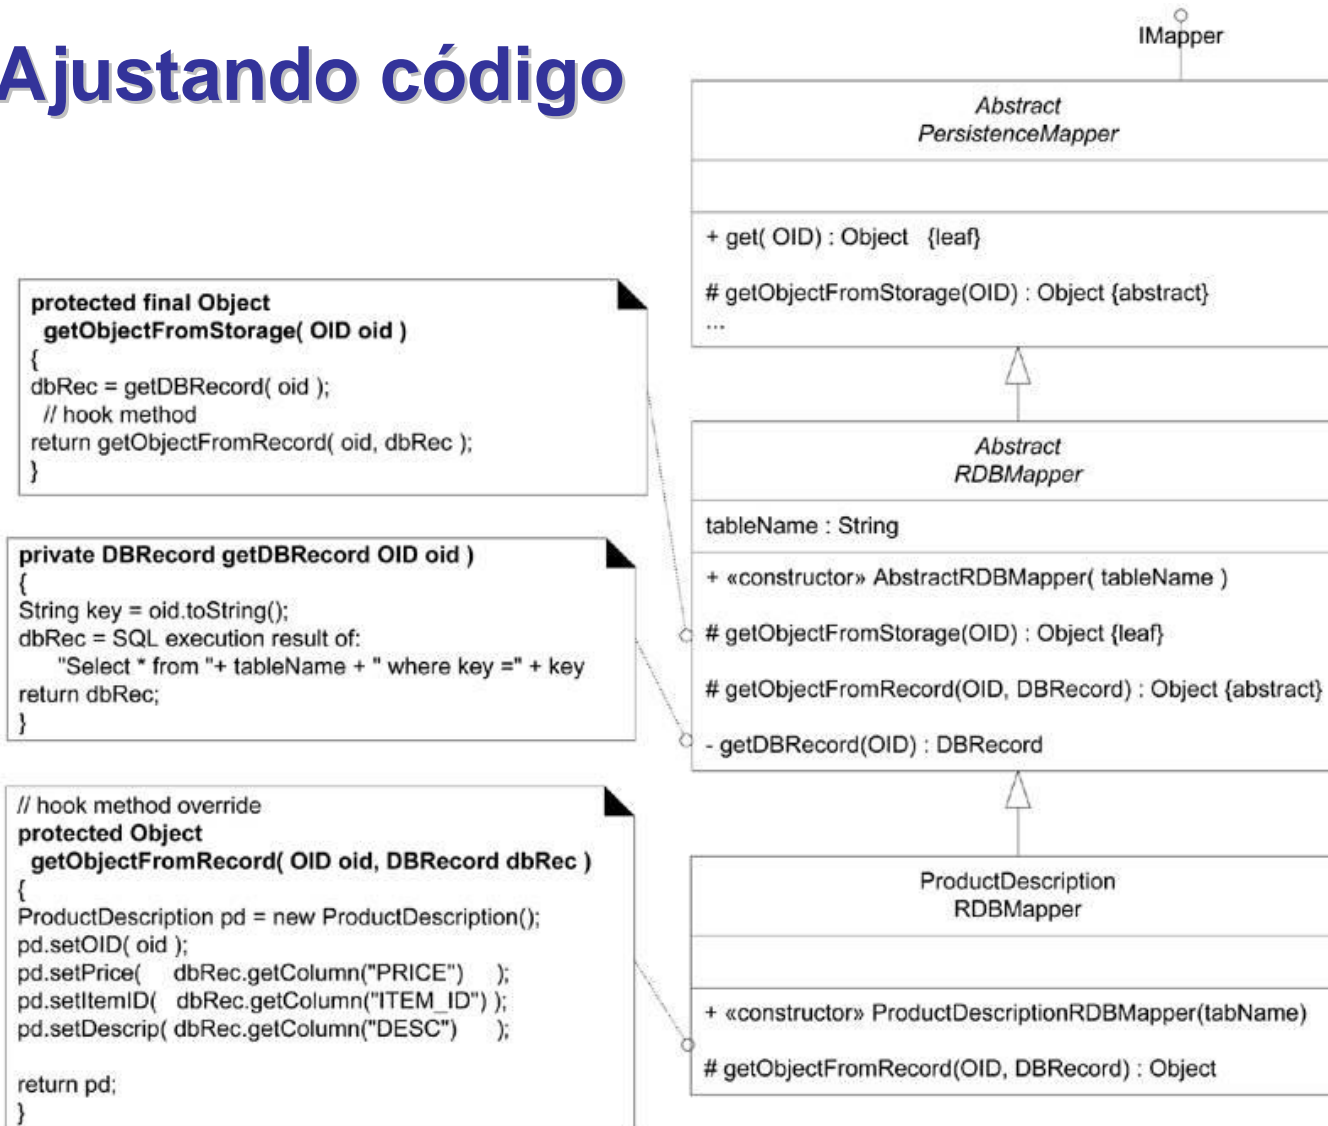 Ajustando código
protected final Object
getObjectFromStorage( OID oid )
{
dbRec = getDBRecord( oid );
// hook method
return getObjectFromRecord( oid, dbRec );
}
private DBRecord getDBRecord OID oid )
{
String key = oid.toString();
dbRec = SQL execution result of:
"Select * from "+ tableName + " where key =" + key
return dbRec;
}
// hook method override
protected Object
getObjectFromRecord( OID oid, DBRecord dbRec )
{
ProductDescription pd = new ProductDescription();
pd.setOID( oid );
pd.setPrice( dbRec.getColumn("PRICE") );
pd.setItemID( dbRec.getColumn("ITEM_ID") );
pd.setDescrip( dbRec.getColumn("DESC") );
return pd;
}
IMapper
Abstract
PersistenceMapper
+ get( OID) : Object {leaf}
# getObjectFromStorage(OID) : Object {abstract}
...
Abstract
RDBMapper
tableName : String
+ «constructor» AbstractRDBMapper( tableName )
# getObjectFromStorage(OID) : Object {leaf}
# getObjectFromRecord(OID, DBRecord) : Object {abstract}
- getDBRecord(OID) : DBRecord
ProductDescription
RDBMapper
+ «constructor» ProductDescriptionRDBMapper(tabName)
# getObjectFromRecord(OID, DBRecord) : Object